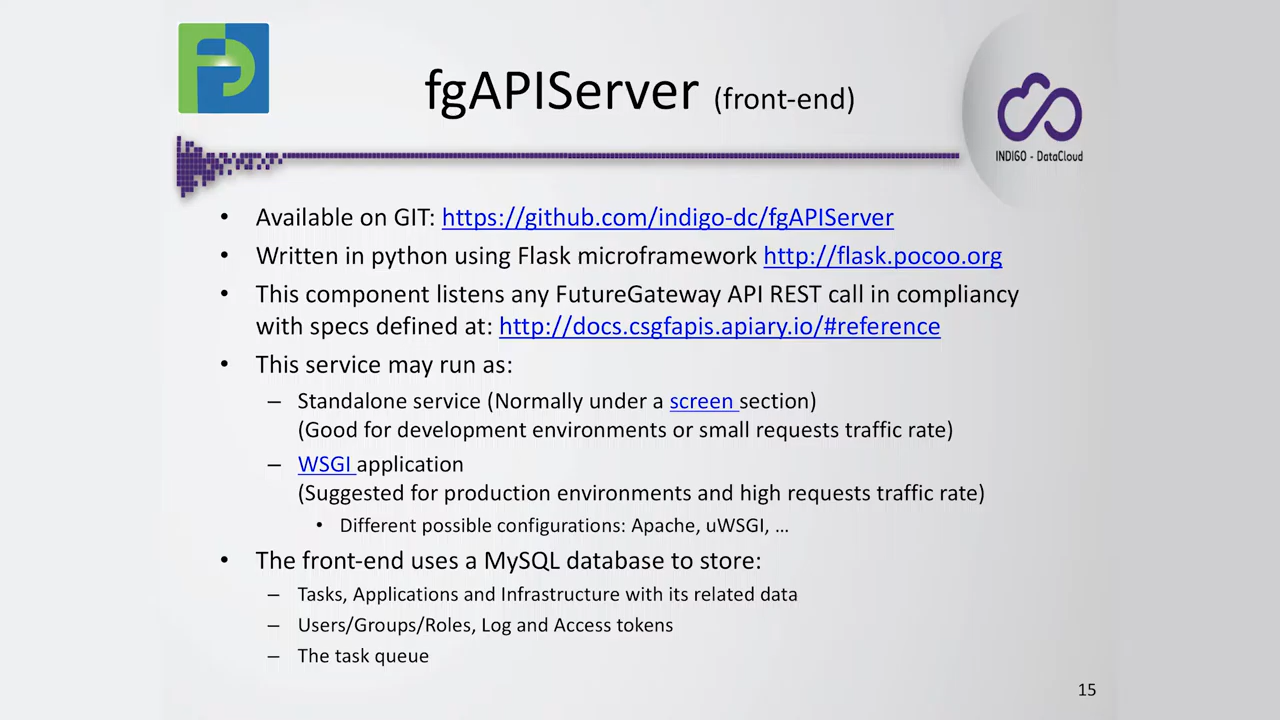 fgAPIServer (front-end)
INDIGO - DataCloud
• Available on GIT: https://github.com/indigo-dc/fgAPIServer
• Written in python using Flask microframework http://flask.pocoo.org
• This component listens any FutureGateway API REST call in compliancy
with specs defined at: http://docs.csgfapis.apiary.io/#reference
• This service may run as:
– Standalone service (Normally under a screen section)
(Good for development environments or small requests traffic rate)
– WSGI application
(Suggested for production environments and high requests traffic rate)
• Different possible configurations: Apache, uWSGI, …
• The front-end uses a MySQL database to store:
– Tasks, Applications and Infrastructure with its related data
– Users/Groups/Roles, Log and Access tokens
– The task queue
15